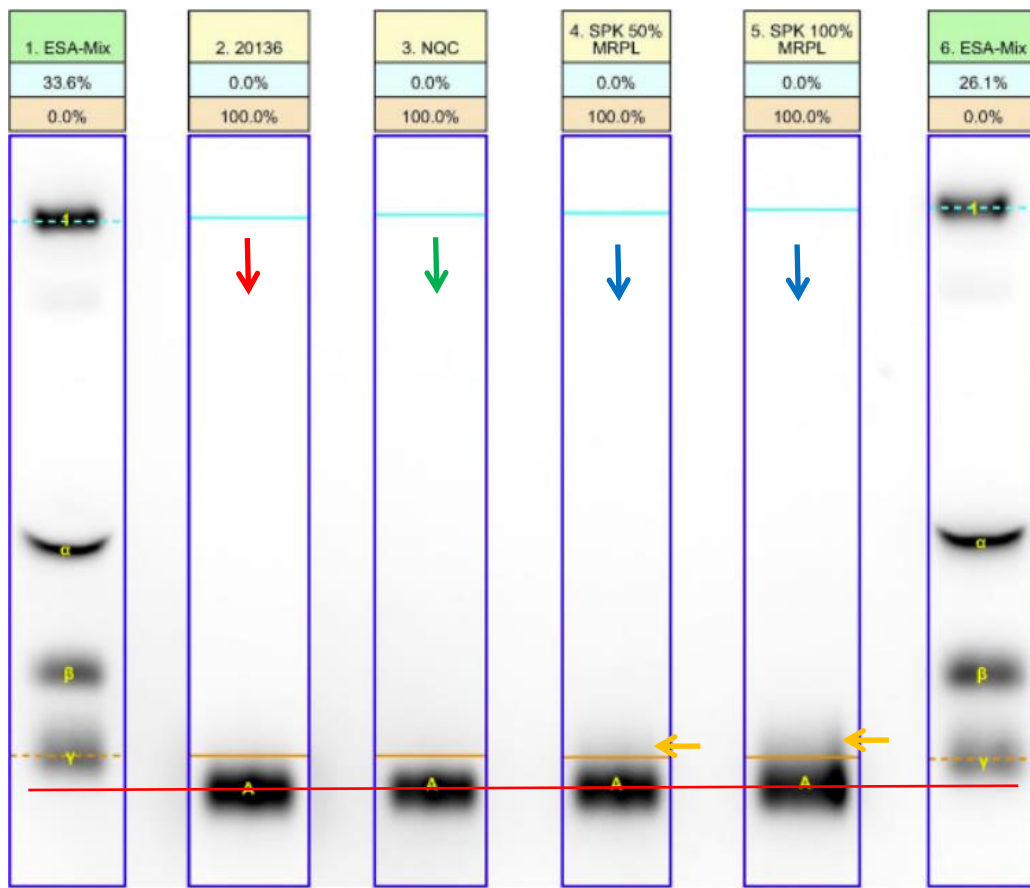 1. ESA-Mix
33.6%
0.0%
2. 20136
0.0%
100.0%
3. NQC
0.0%
100.0%
4. SPK 50%
MRPL
0.0%
100.0%
5. SPK 100%
MRPL
0.0%
100.0%
6. ESA-Mix
26.1%
0.0%
1
α
β
γ
A
A
A
A
1
α
β
γ